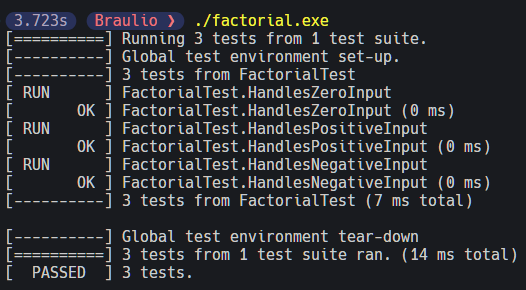 3.723s Braulio ❯ ./factorial.exe
[==========] Running 3 tests from 1 test suite.
[----------] Global test environment set-up.
[----------] 3 tests from FactorialTest
[ RUN      ] FactorialTest.HandlesZeroInput
[       OK ] FactorialTest.HandlesZeroInput (0 ms)
[ RUN      ] FactorialTest.HandlesPositiveInput
[       OK ] FactorialTest.HandlesPositiveInput (0 ms)
[ RUN      ] FactorialTest.HandlesNegativeInput
[       OK ] FactorialTest.HandlesNegativeInput (0 ms)
[----------] 3 tests from FactorialTest (7 ms total)
[----------] Global test environment tear-down
[==========] 3 tests from 1 test suite ran. (14 ms total)
[  PASSED  ] 3 tests.